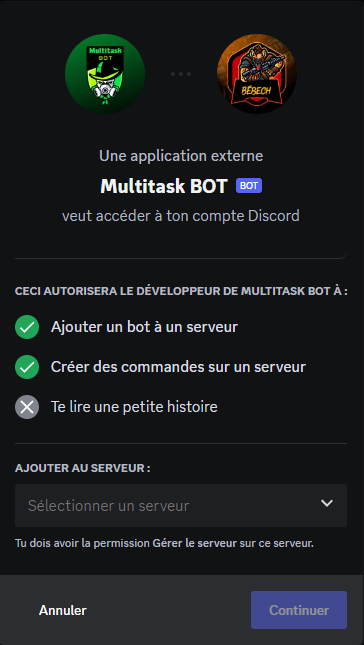 Multitask
BOT
BÉBECH
Une application externe
Multitask BOT BOT
veut accéder à ton compte Discord
CECI AUTORISERA LE DÉVELOPPEUR DE MULTITASK BOT À :
Ajouter un bot à un serveur
Créer des commandes sur un serveur
Te lire une petite histoire
AJOUTER AU SERVEUR :
Sélectionner un serveur
Tu dois avoir la permission Gérer le serveur sur ce serveur.
Annuler
Continuer